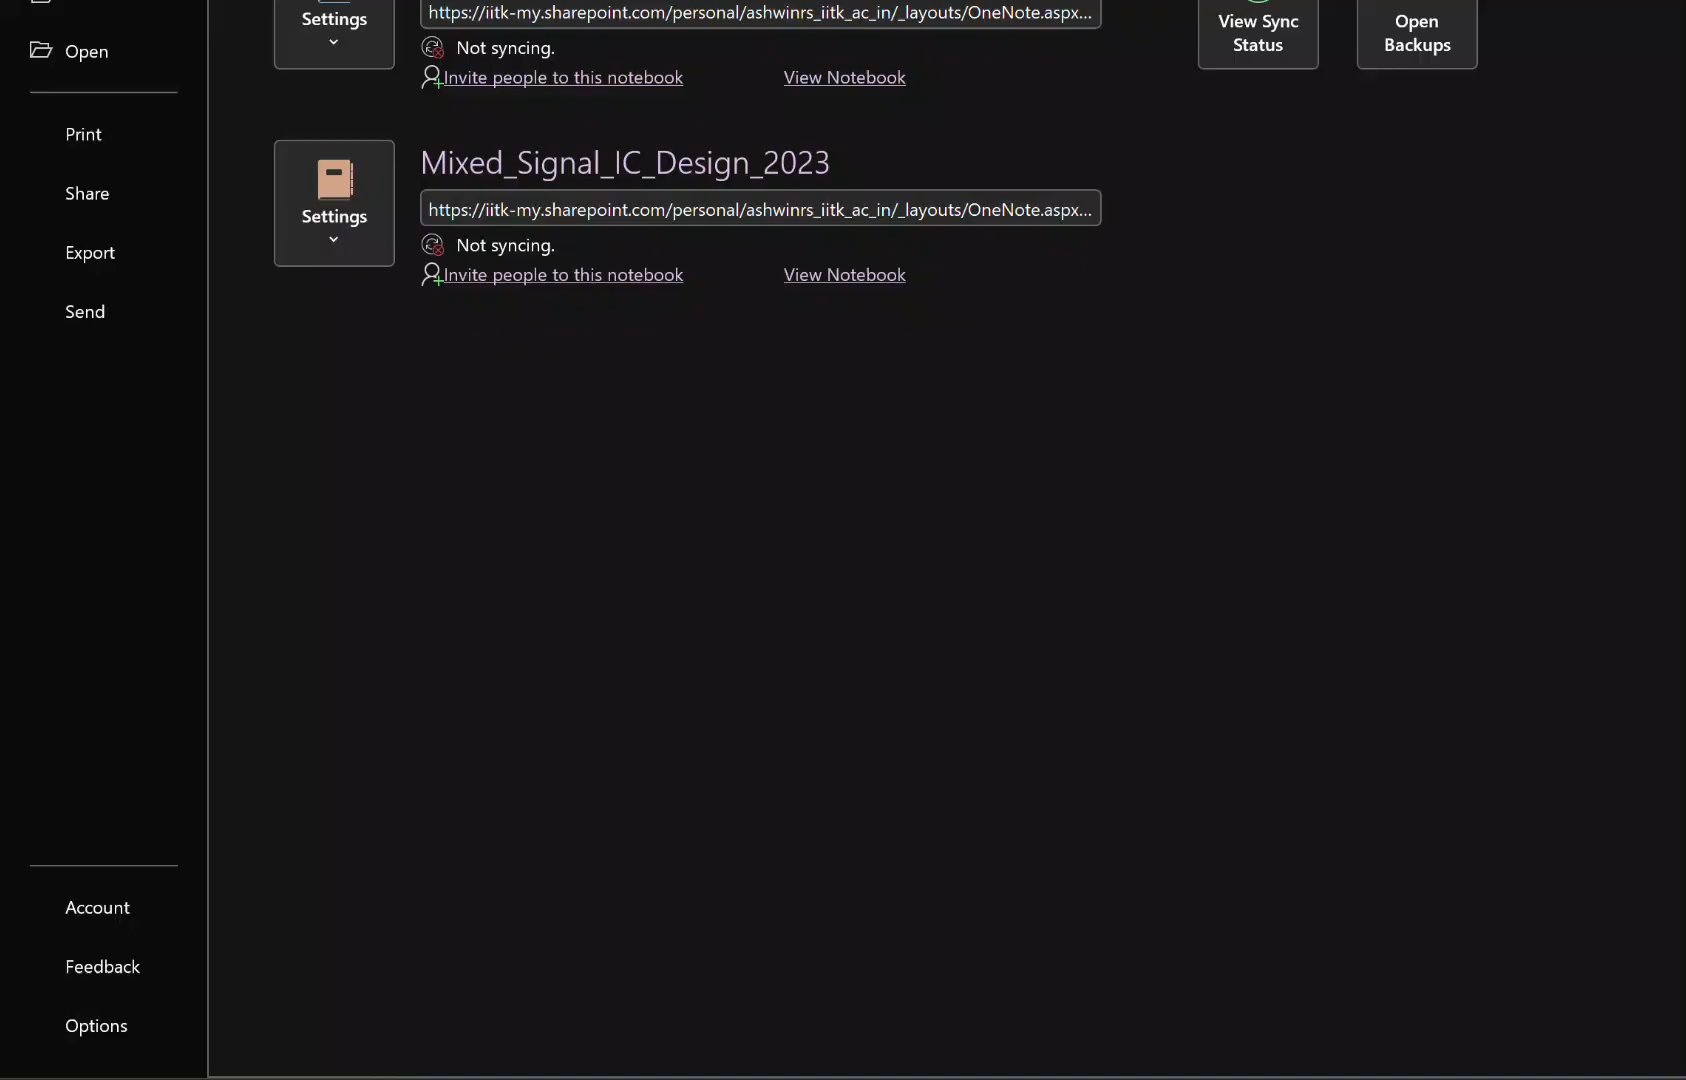 Settings
https://iitk-my.sharepoint.com/personal/ashwinrs_iitk_ac_in/_layouts/OneNote.aspx...
View Sync
Status
Open
Backups
Not syncing.
Open
Invite people to this notebook
View Notebook
Print
Mixed_Signal_IC_Design_2023
Share
https://iitk-my.sharepoint.com/personal/ashwinrs_iitk_ac_in/_layouts/OneNote.aspx...
Settings
Not syncing.
Export
Invite people to this notebook
View Notebook
Send
Account
Feedback
Options